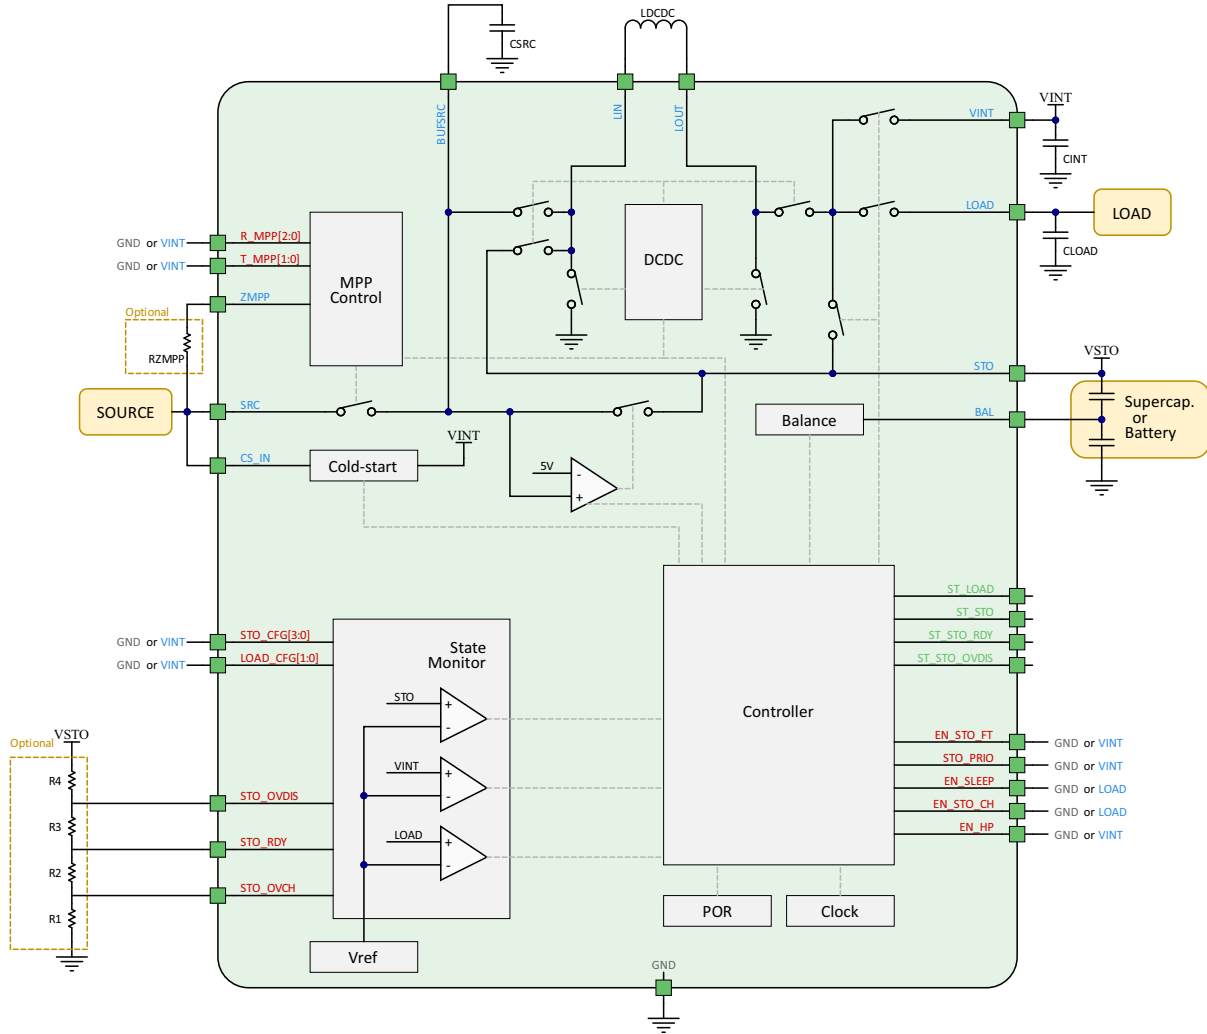 LDCDC
CSRC
BUFSRC
LIN
LOUT
VINT
VINT
CINT
LOAD
LOAD
CLOAD
GND or VINT
R_MPP[2:0]
GND or VINT
T_MPP[1:0]
ZMPP
MPP
Control
DCDC
Optional
RZMPP
SOURCE
SRC
STO
VSTO
BAL
Balance
Supercap.
or
Battery
CS_IN
Cold-start
VINT
5V
-
+
GND or VINT
STO_CFG[3:0]
GND or VINT
LOAD_CFG[1:0]
State
Monitor
STO
+
-
VINT
+
-
LOAD
+
-
Controller
ST_LOAD
ST_STO
ST_STO_RDY
ST_STO_OVDIS
EN_STO_FT
GND or VINT
STO_PRIO
GND or VINT
EN_SLEEP
GND or LOAD
EN_STO_CH
GND or LOAD
EN_HP
GND or VINT
Optional
VSTO
R4
R3
R2
R1
STO_OVDIS
STO_RDY
STO_OVCH
Vref
POR
Clock
GND